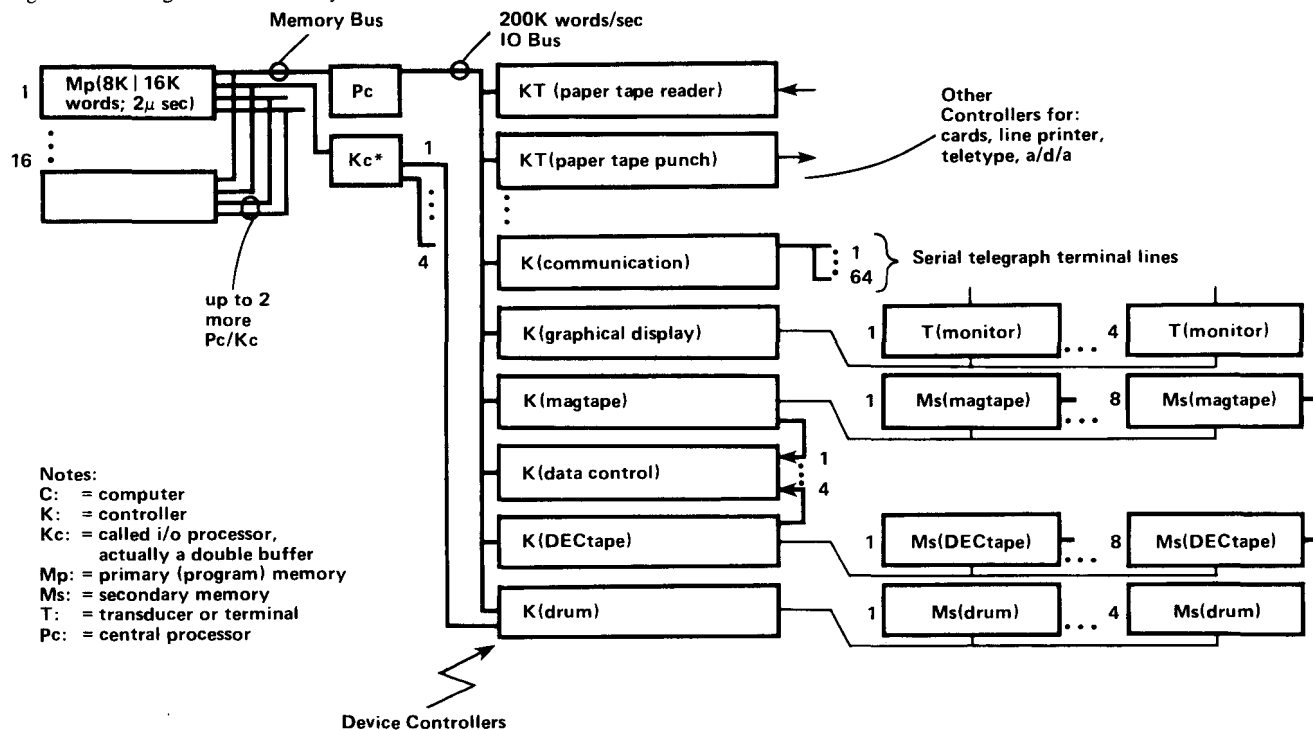 Memory Bus
200K words/sec
IO Bus
1
Mp(8K | 16K
words; 2μ sec)
16
Pc
Kc*
1
4
up to 2
more
Pc/Kc
KT (paper tape reader)
KT(paper tape punch)
Other
Controllers for:
cards, line printer,
teletype, a/d/a
K(communication)
1
64
Serial telegraph terminal lines
K(graphical display)
1
T(monitor)
4
T(monitor)
K(magtape)
1
Ms(magtape)
8
Ms(magtape)
K(data control)
1
4
K(DECtape)
1
Ms(DECtape)
8
Ms(DECtape)
K(drum)
1
Ms(drum)
4
Ms(drum)
Device Controllers
Notes:
C: = computer
K: = controller
Kc: = called i/o processor,
actually a double buffer
Mp: = primary (program) memory
Ms: = secondary memory
T: = transducer or terminal
Pc: = central processor